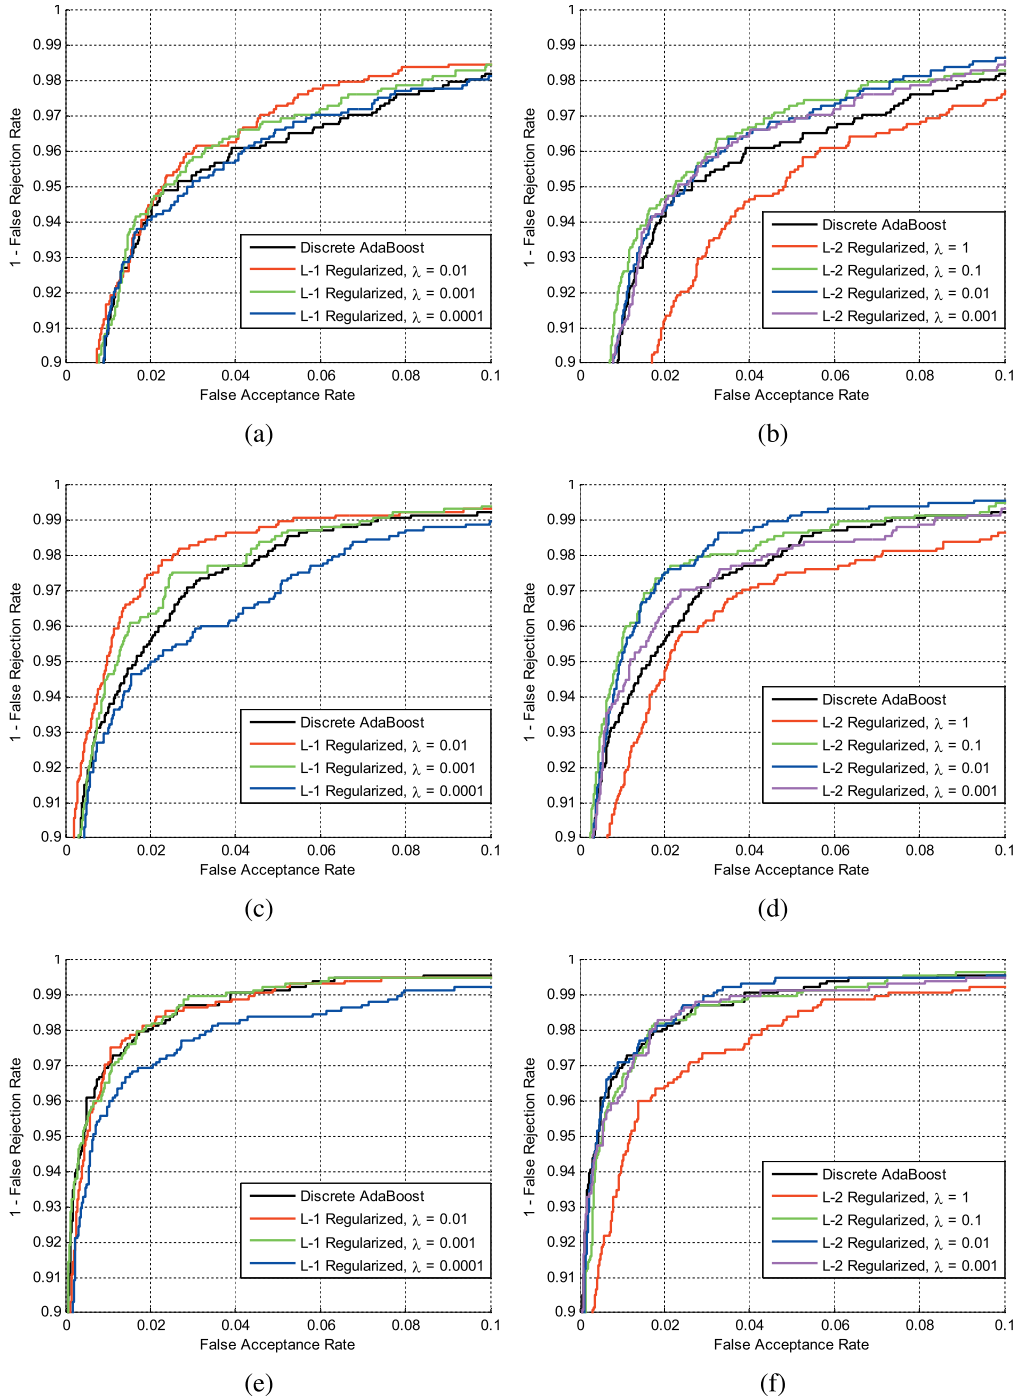 1
0.99
0.98
0.97
0.96
0.95
0.94
0.93
0.92
0.91
0.9
1 - False Rejection Rate
Discrete AdaBoost
L-1 Regularized, λ = 0.01
L-1 Regularized, λ = 0.001
L-1 Regularized, λ = 0.0001
0 0.02 0.04 0.06 0.08 0.1
False Acceptance Rate
(a)
1
0.99
0.98
0.97
0.96
0.95
0.94
0.93
0.92
0.91
0.9
1 - False Rejection Rate
Discrete AdaBoost
L-2 Regularized, λ = 1
L-2 Regularized, λ = 0.1
L-2 Regularized, λ = 0.01
L-2 Regularized, λ = 0.001
0 0.02 0.04 0.06 0.08 0.1
False Acceptance Rate
(b)
1
0.99
0.98
0.97
0.96
0.95
0.94
0.93
0.92
0.91
0.9
1 - False Rejection Rate
Discrete AdaBoost
L-1 Regularized, λ = 0.01
L-1 Regularized, λ = 0.001
L-1 Regularized, λ = 0.0001
0 0.02 0.04 0.06 0.08 0.1
False Acceptance Rate
(c)
1
0.99
0.98
0.97
0.96
0.95
0.94
0.93
0.92
0.91
0.9
1 - False Rejection Rate
Discrete AdaBoost
L-2 Regularized, λ = 1
L-2 Regularized, λ = 0.1
L-2 Regularized, λ = 0.01
L-2 Regularized, λ = 0.001
0 0.02 0.04 0.06 0.08 0.1
False Acceptance Rate
(d)
1
0.99
0.98
0.97
0.96
0.95
0.94
0.93
0.92
0.91
0.9
1 - False Rejection Rate
Discrete AdaBoost
L-1 Regularized, λ = 0.01
L-1 Regularized, λ = 0.001
L-1 Regularized, λ = 0.0001
0 0.02 0.04 0.06 0.08 0.1
False Acceptance Rate
(e)
1
0.99
0.98
0.97
0.96
0.95
0.94
0.93
0.92
0.91
0.9
1 - False Rejection Rate
Discrete AdaBoost
L-2 Regularized, λ = 1
L-2 Regularized, λ = 0.1
L-2 Regularized, λ = 0.01
L-2 Regularized, λ = 0.001
0 0.02 0.04 0.06 0.08 0.1
False Acceptance Rate
(f)